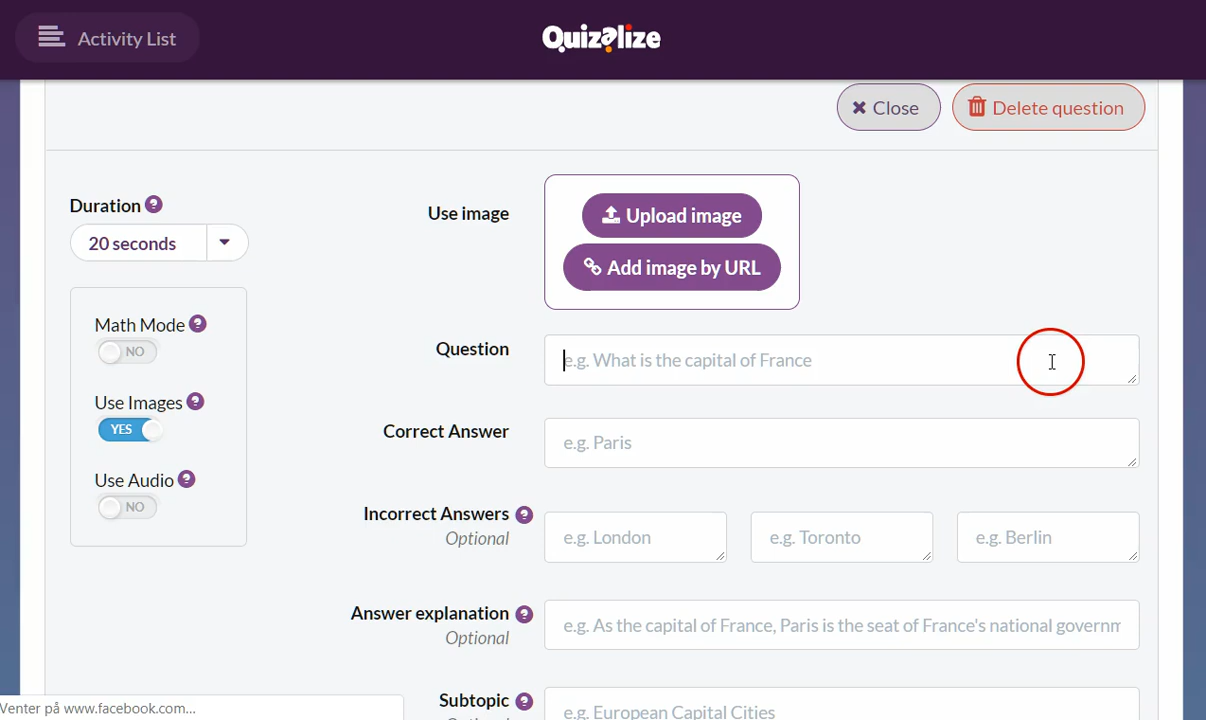 Activity List
Quizalize
Close
Delete question
Duration ?
20 seconds
Use image
Upload image
Add image by URL
Math Mode ?
NO
Use Images ?
YES
Use Audio ?
NO
Question
e.g. What is the capital of France
Correct Answer
e.g. Paris
Incorrect Answers ?
Optional
e.g. London
e.g. Toronto
e.g. Berlin
Answer explanation ?
Optional
e.g. As the capital of France, Paris is the seat of France's national governm
Subtopic ?
Optional
e.g. European Capital Cities
Venter på www.facebook.com...